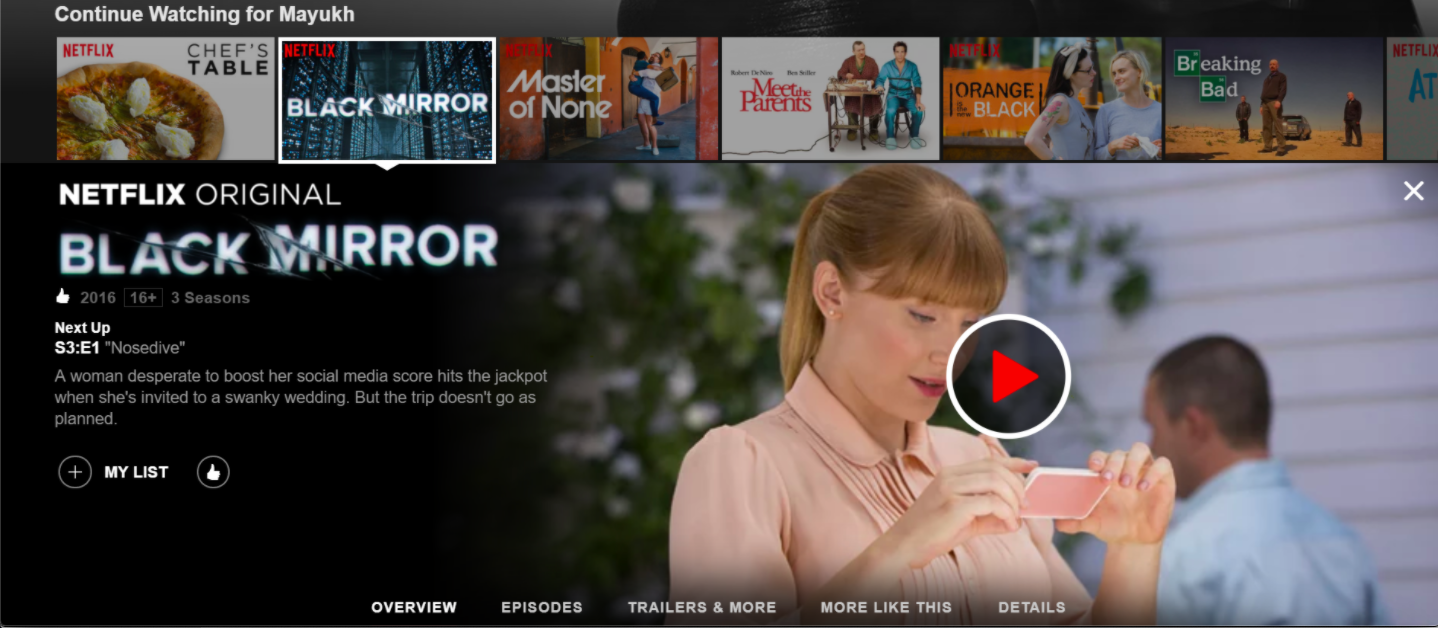 Continue Watching for Mayukh
NETFLIX
CHEF'S
TABLE
NETFLIX
BLACK MIRROR
NETFLIX
Master
of None
Robert DeNiro Ben Stiller
Meet the
Parents
NETFLIX
ORANGE
is the new
BLACK
Breaking
Bad
NETFLIX
AT
NETFLIX ORIGINAL
BLACK MIRROR
2016 16+ 3 Seasons
Next Up
S3:E1 "Nosedive"
A woman desperate to boost her social media score hits the jackpot
when she's invited to a swanky wedding. But the trip doesn't go as
planned.
+ MY LIST
OVERVIEW EPISODES TRAILERS & MORE MORE LIKE THIS DETAILS